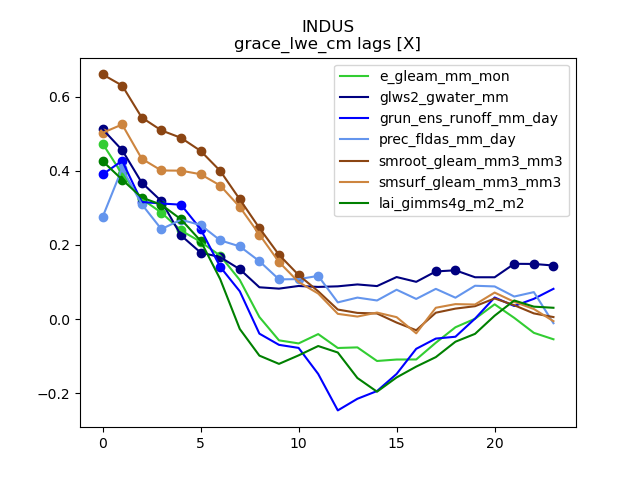 INDUS
grace_lwe_cm lags [X]
e_gleam_mm_mon
glws2_gwater_mm
grun_ens_runoff_mm_day
prec_fldas_mm_day
smroot_gleam_mm3_mm3
smsurf_gleam_mm3_mm3
lai_gimms4g_m2_m2
0.6
0.4
0.2
0.0
−0.2
0 5 10 15 20